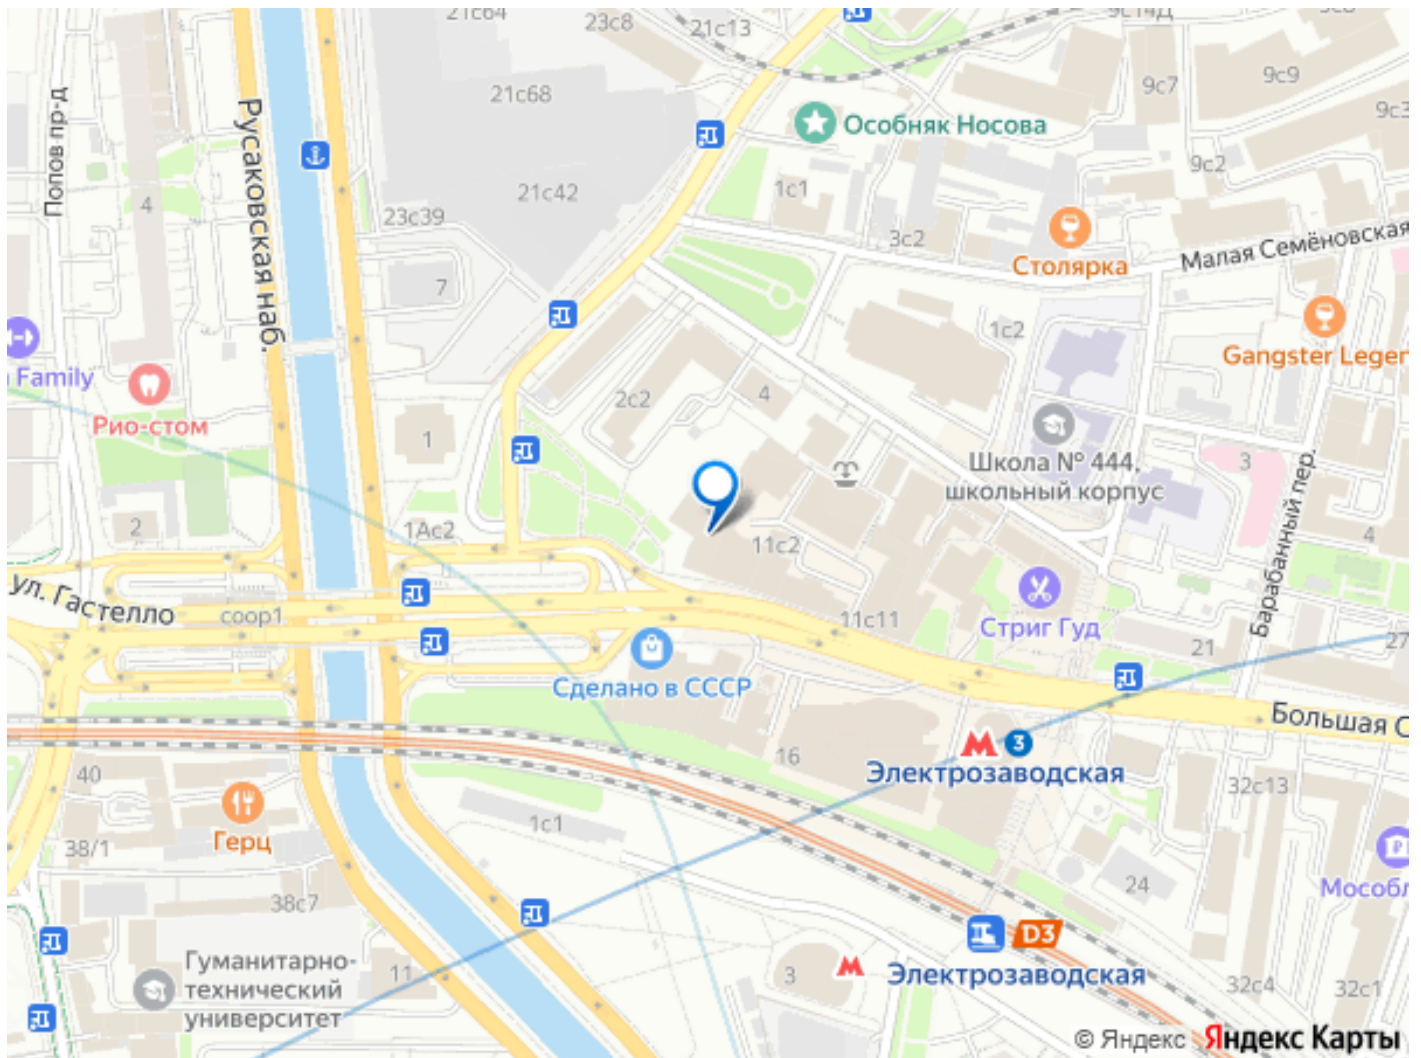 21с64
23с8
21с13
9с14Д
9с9
9с7
9с3
Попов пр-д
Русаковская наб.
21с68
Особняк Носова
9с2
4
21с42
1с1
23с39
3с2
Столярка
Малая Семёновская
7
1с2
Gangster Legen
Family
Рио-стом
2с2
4
1
Школа № 444,
школьный корпус
3
Барабанный пер.
2
1Ас2
11с2
4
ул. Гастелло
соор1
11с11
Стриг Гуд
21
27
Сделано в СССР
Большая С
16
М 3
Электрозаводская
40
32с13
Герц
1с1
38/1
24
Мособл
38с7
D3
Гуманитарно-
технический
университет
11
3
М
Электрозаводская
32с4
32с1
© Яндекс Яндекс Карты